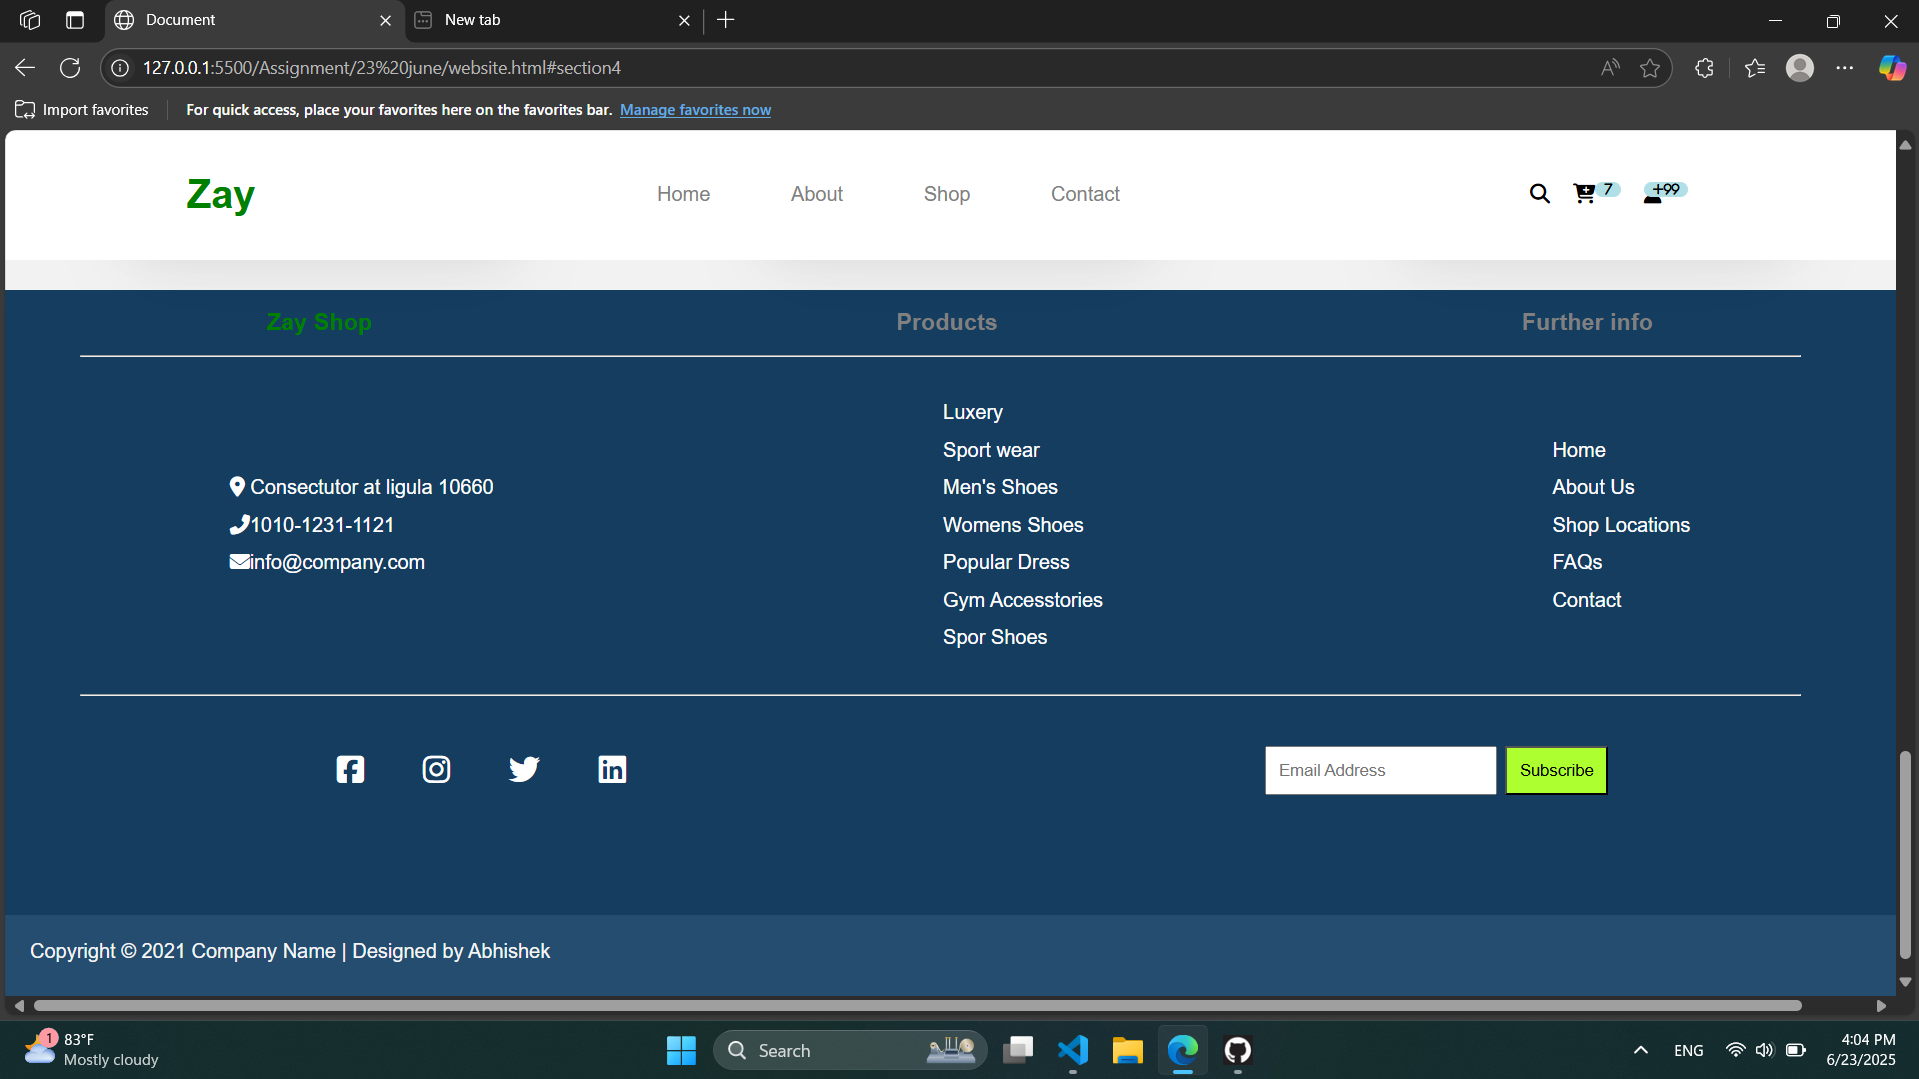 Document
New tab
127.0.0.1:5500/Assignment/23%20june/website.html#section4
Import favorites
For quick access, place your favorites here on the favorites bar. Manage favorites now
Zay
Home About Shop Contact
7
+99
Zay Shop
Products
Further info
Consectutor at ligula 10660
1010-1231-1121
info@company.com
Luxery
Sport wear
Men's Shoes
Womens Shoes
Popular Dress
Gym Accesstories
Spor Shoes
Home
About Us
Shop Locations
FAQs
Contact
Email Address
Subscribe
Copyright © 2021 Company Name | Designed by Abhishek
1
83°F
Mostly cloudy
Search
ENG
4:04 PM
6/23/2025